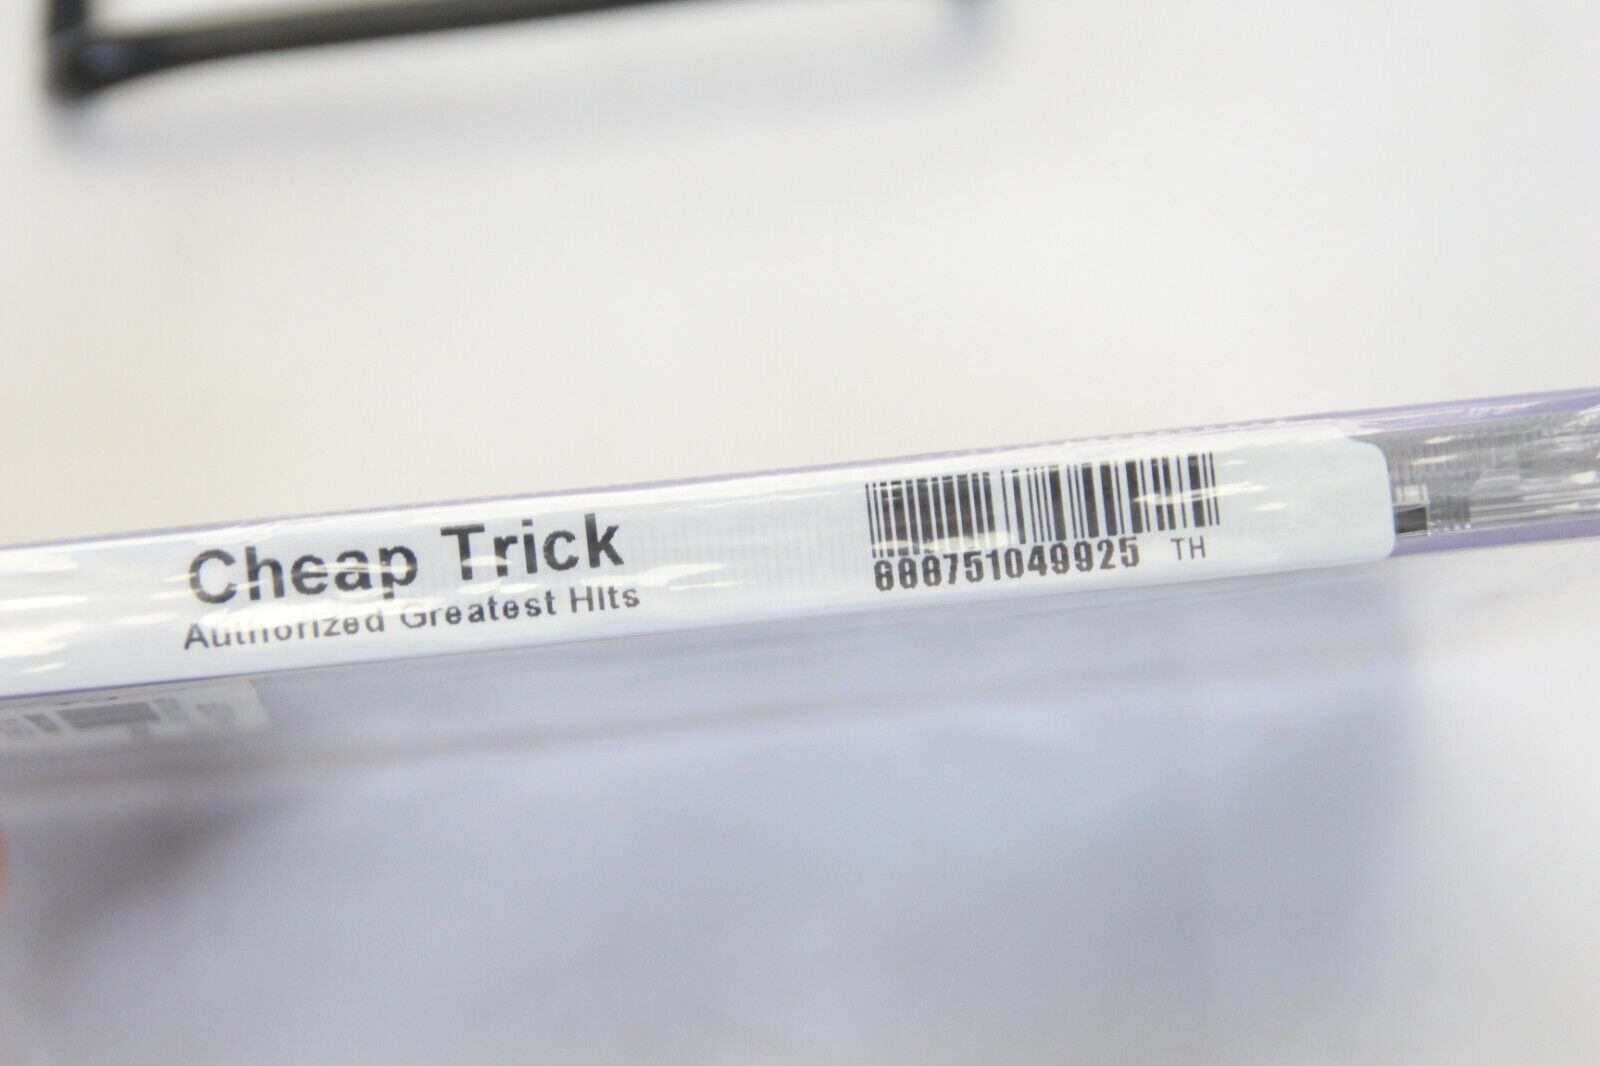 Cheap Trick
Authorized Greatest Hits
888751049925 TH